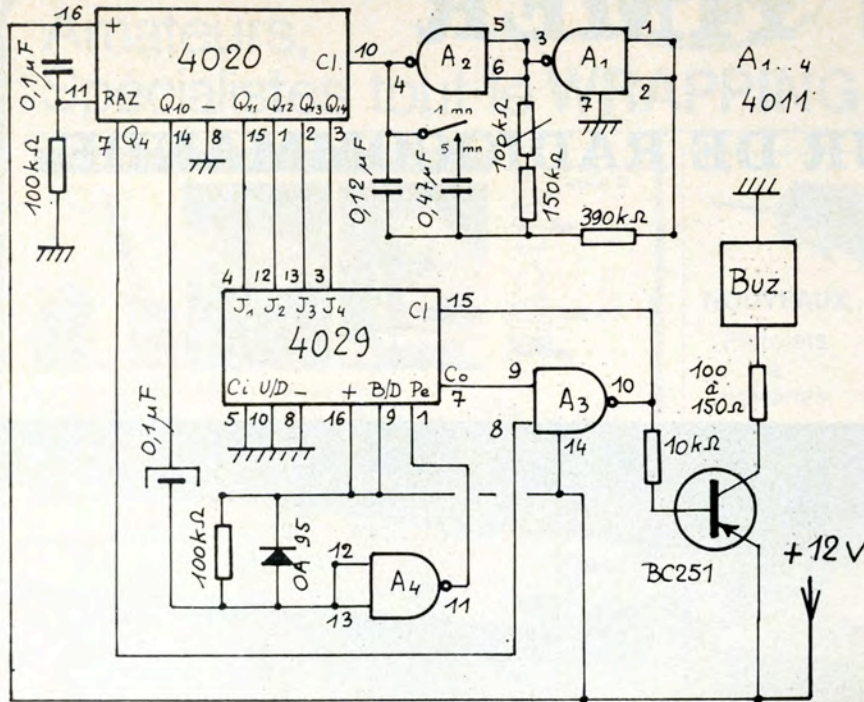 16
+
4020
Cl.
10
4
A2
5
6
3
A1
1
2
7
A1...4
4011
0,1µF
11
RAZ
Q10
–
Q11
Q12
Q13
Q14
7
Q4
14
8
15
1
2
3
100kΩ
1 mn
5 mn
0,12µF
0,47µF
100kΩ
150kΩ
390kΩ
Buz.
100
à
150Ω
4
12
13
3
J1
J2
J3
J4
Cl
15
4029
Co
7
Ci
U/D
–
+
B/D
Pe
5
10
8
16
9
1
9
8
A3
10
14
10kΩ
BC251
+12V
0,1µF
100kΩ
OA 95
12
13
A4
11